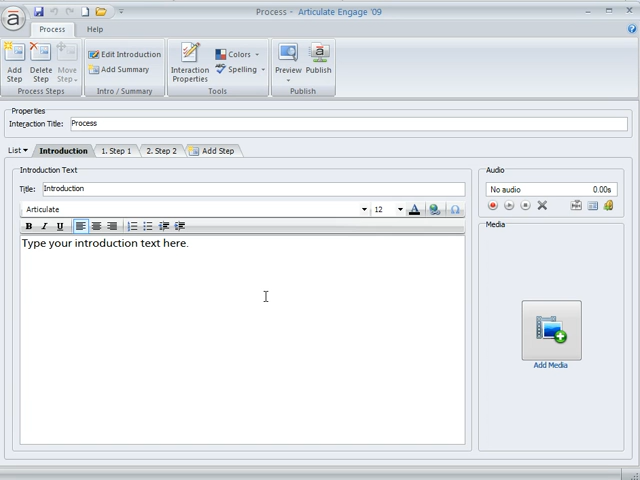 Process - Articulate Engage '09
Process Help
Add Step
Delete Step
Move Step
Process Steps
Edit Introduction
Add Summary
Intro / Summary
Interaction Properties
Colors
Spelling
Tools
Preview
Publish
Publish
Properties
Interaction Title: Process
List Introduction 1. Step 1 2. Step 2 Add Step
Introduction Text
Title: Introduction
Articulate 12 A
B I U
Type your introduction text here.
Audio
No audio 0.00s
Media
Add Media